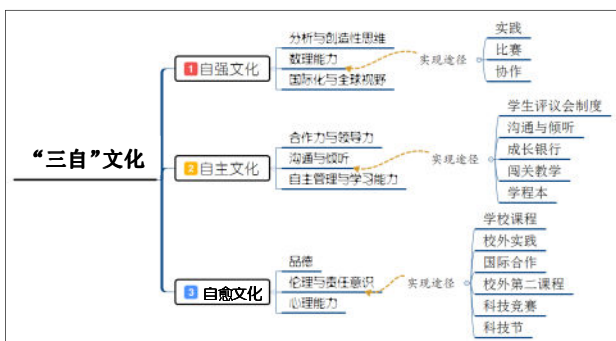 “三自”文化
1 自强文化
分析与创造性思维
数理能力
国际化与全球视野
实现途径
实践
比赛
协作
2 自主文化
合作力与领导力
沟通与倾听
自主管理与学习能力
实现途径
学生评议会制度
沟通与倾听
成长银行
闯关教学
学程本
3 自愈文化
品德
伦理与责任意识
心理能力
实现途径
学校课程
校外实践
国际合作
校外第二课程
科技竞赛
科技节